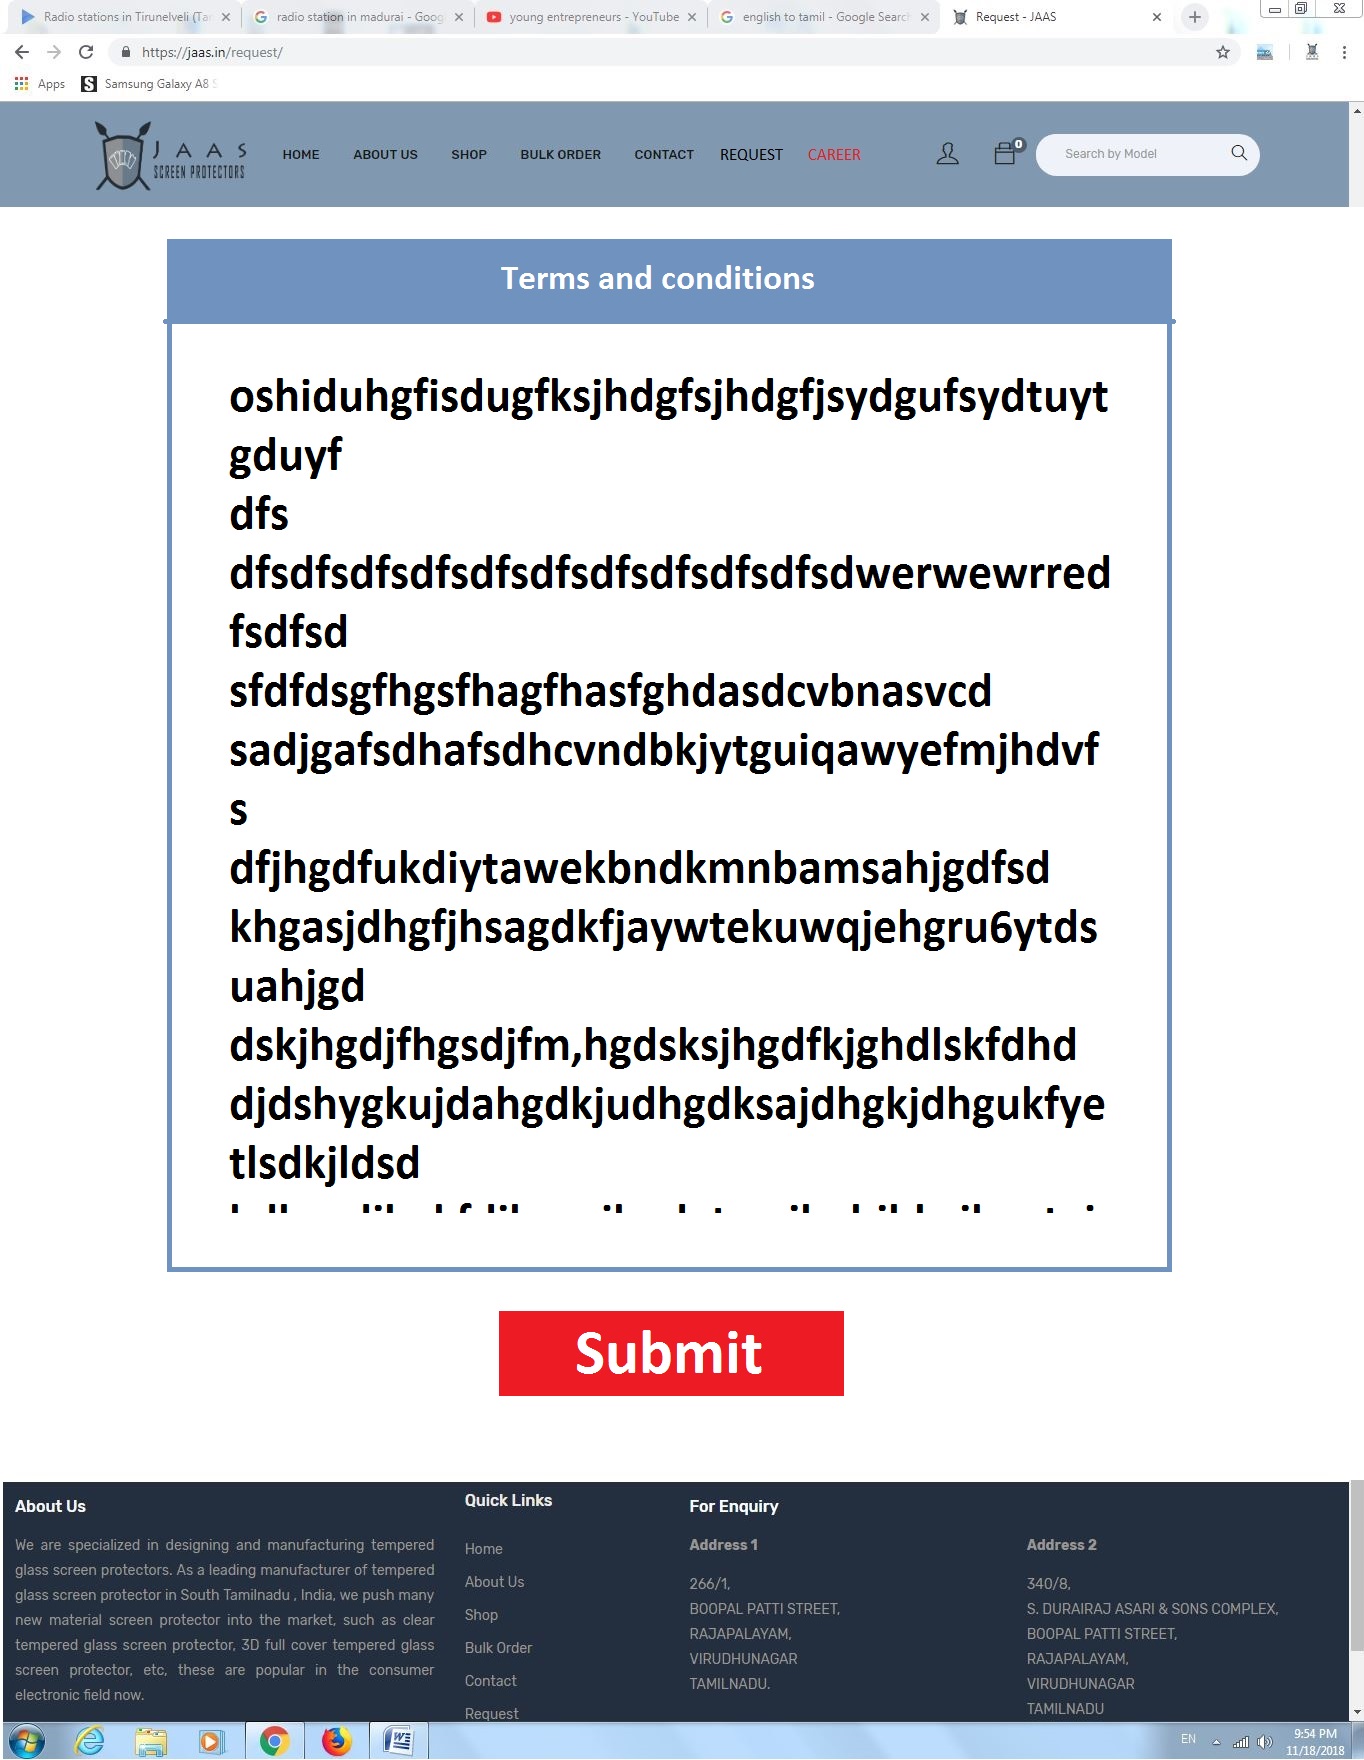 Radio stations in Tirunelveli (Tar
radio station in madurai - Goog
young entrepreneurs - YouTube
english to tamil - Google Search
Request - JAAS
https://jaas.in/request/
Apps
Samsung Galaxy A8 S
JAAS
SCREEN PROTECTORS
HOME
ABOUT US
SHOP
BULK ORDER
CONTACT
REQUEST
CAREER
0
Search by Model
Terms and conditions
oshiduhgfisdugfksjhdgfsjhdgfjsydgufsydtuyt
gduyf
dfs
dfsdfsdfsdfsdfsdfsdfsdfsdfsdfsdwerwewrred
fsdfsd
sfdfdsgfhgsfhagfhasfghdasdcvbnasvcd
sadjgafsdhafsdhcvndbkjytguiqawyefmjhdvf
s
dfjhgdfukdiytawekbndkmnbamsahjgdfsd
khgasjdhgfjhsagdkfjaywtekuwqjehgru6ytds
uahjgd
dskjhgdjfhgsdjfm,hgdsksjhgdfkjghdlskfdhd
djdshygkujdahgdkjudhgdksajdhgkjdhgukfye
tlsdkjldsd
Submit
About Us
We are specialized in designing and manufacturing tempered
glass screen protectors. As a leading manufacturer of tempered
glass screen protector in South Tamilnadu , India, we push many
new material screen protector into the market, such as clear
tempered glass screen protector, 3D full cover tempered glass
screen protector, etc, these are popular in the consumer
electronic field now.
Quick Links
Home
About Us
Shop
Bulk Order
Contact
Request
For Enquiry
Address 1
266/1,
BOOPAL PATTI STREET,
RAJAPALAYAM,
VIRUDHUNAGAR
TAMILNADU.
Address 2
340/8,
S. DURAIRAJ ASARI & SONS COMPLEX,
BOOPAL PATTI STREET,
RAJAPALAYAM,
VIRUDHUNAGAR
TAMILNADU
EN
9:54 PM
11/18/2018